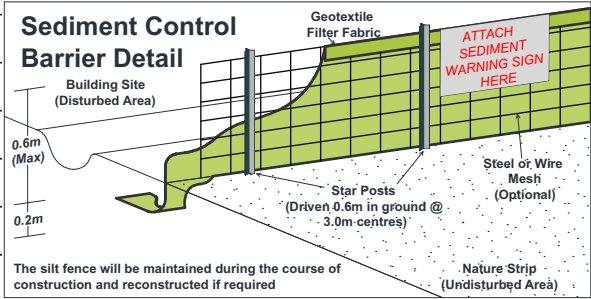 Sediment Control
Barrier Detail
Geotextile
Filter Fabric
ATTACH
SEDIMENT
WARNING SIGN
HERE
Building Site
(Disturbed Area)
0.6m
(Max)
0.2m
Star Posts
(Driven 0.6m in ground @
3.0m centres)
Steel or Wire
Mesh
(Optional)
The silt fence will be maintained during the course of
construction and reconstructed if required
Nature Strip
(Undisturbed Area)